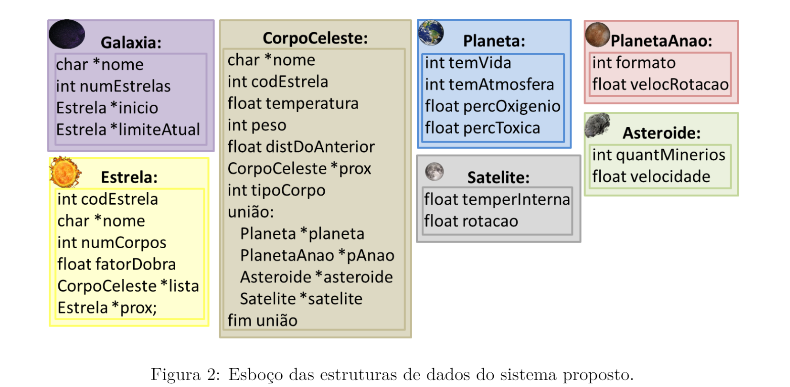 Galaxia:
char *nome
int numEstrelas
Estrela *inicio
Estrela *limiteAtual
Estrela:
int codEstrela
char *nome
int numCorpos
float fatorDobra
CorpoCeleste *lista
Estrela *prox;
CorpoCeleste:
char *nome
int codEstrela
float temperatura
int peso
float distDoAnterior
CorpoCeleste *prox
int tipoCorpo
união:
Planeta *planeta
PlanetaAnao *pAnao
Asteroide *asteroide
Satelite *satelite
fim união
Planeta:
int temVida
int temAtmosfera
float percOxigenio
float percToxica
Satelite:
float temperInterna
float rotacao
PlanetaAnao:
int formato
float velocRotacao
Asteroide:
int quantMinerios
float velocidade
Figura 2: Esboço das estruturas de dados do sistema proposto.